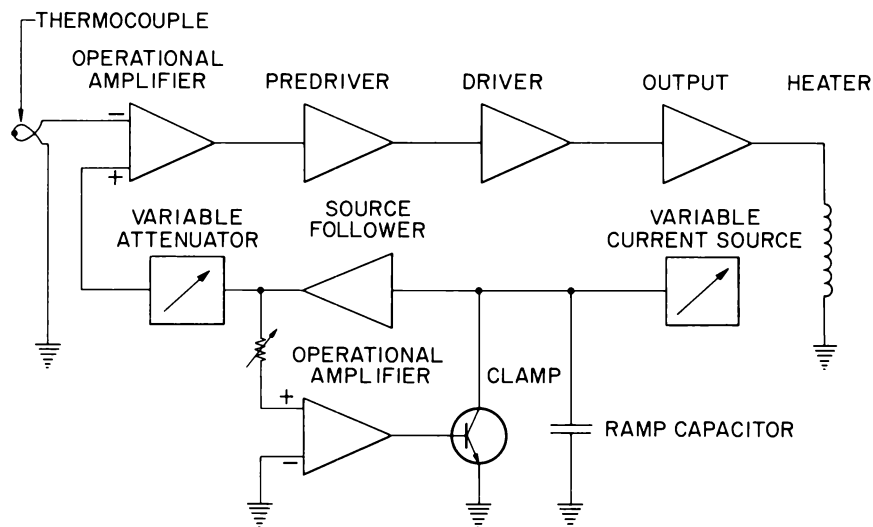 THERMOCOUPLE
OPERATIONAL
AMPLIFIER
PREDRIVER
DRIVER
OUTPUT
HEATER
−
+
VARIABLE
ATTENUATOR
SOURCE
FOLLOWER
VARIABLE
CURRENT SOURCE
OPERATIONAL
AMPLIFIER
CLAMP
+
−
RAMP CAPACITOR